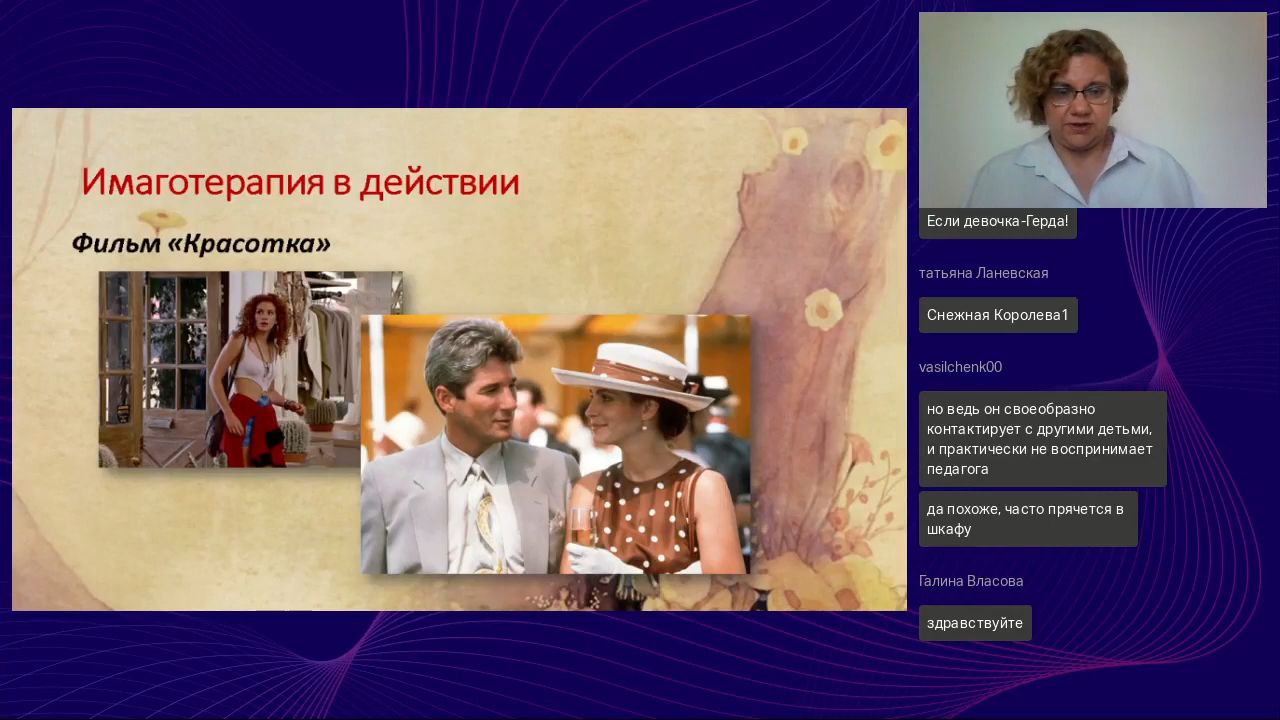 Имаготерапия в действии
Фильм «Красотка»
Если девочка-Герда!
татьяна Ланевская
Снежная Королева1
vasilchenk00
но ведь он своеобразно
контактирует с другими детьми,
и практически не воспринимает
педагога
да похоже, часто прячется в
шкафу
Галина Власова
здравствуйте